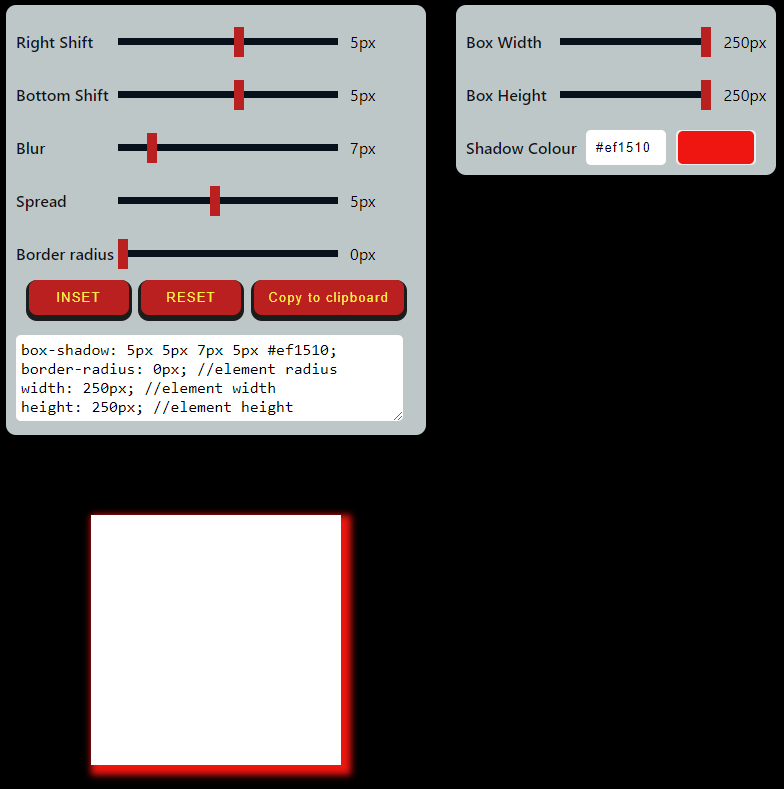 Right Shift 5px
Bottom Shift 5px
Blur 7px
Spread 5px
Border radius 0px
INSET RESET Copy to clipboard
box-shadow: 5px 5px 7px 5px #ef1510;
border-radius: 0px; //element radius
width: 250px; //element width
height: 250px; //element height
Box Width 250px
Box Height 250px
Shadow Colour #ef1510